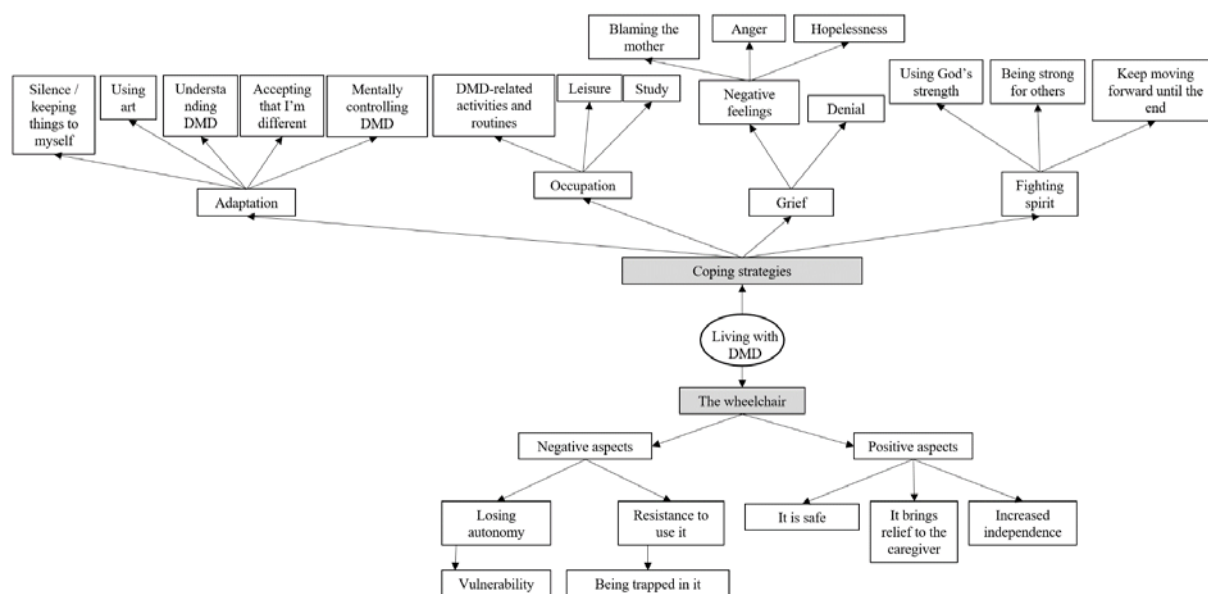 Blaming the
mother
Anger
Hopelessness
Silence /
keeping
things to
myself
Using
art
Understa
nding
DMD
Accepting
that I'm
different
Mentally
controlling
DMD
DMD-related
activities and
routines
Leisure
Study
Negative
feelings
Denial
Using God's
strength
Being strong
for others
Keep moving
forward until the
end
Adaptation
Occupation
Grief
Fighting
spirit
Coping strategies
Living with
DMD
The wheelchair
Negative aspects
Positive aspects
Losing
autonomy
Resistance to
use it
It is safe
It brings
relief to the
caregiver
Increased
independence
Vulnerability
Being trapped in it